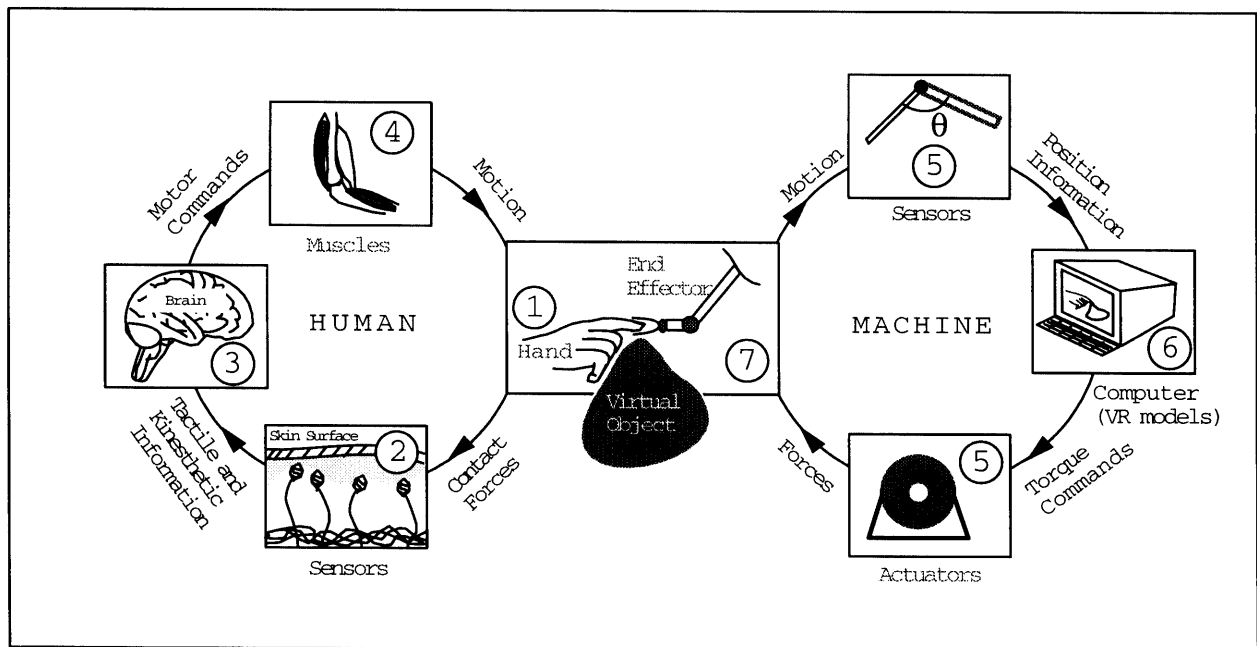 4
Motor
Commands
Motion
Muscles
Brain
3
HUMAN
Tactile and
Kinesthetic
Information
Skin Surface
2
Sensors
Contact
Forces
1
Hand
End
Effector
7
Virtual
Object
Motion
θ
5
Sensors
Position
Information
MACHINE
6
Computer
(VR models)
Torque
Commands
5
Actuators
Forces